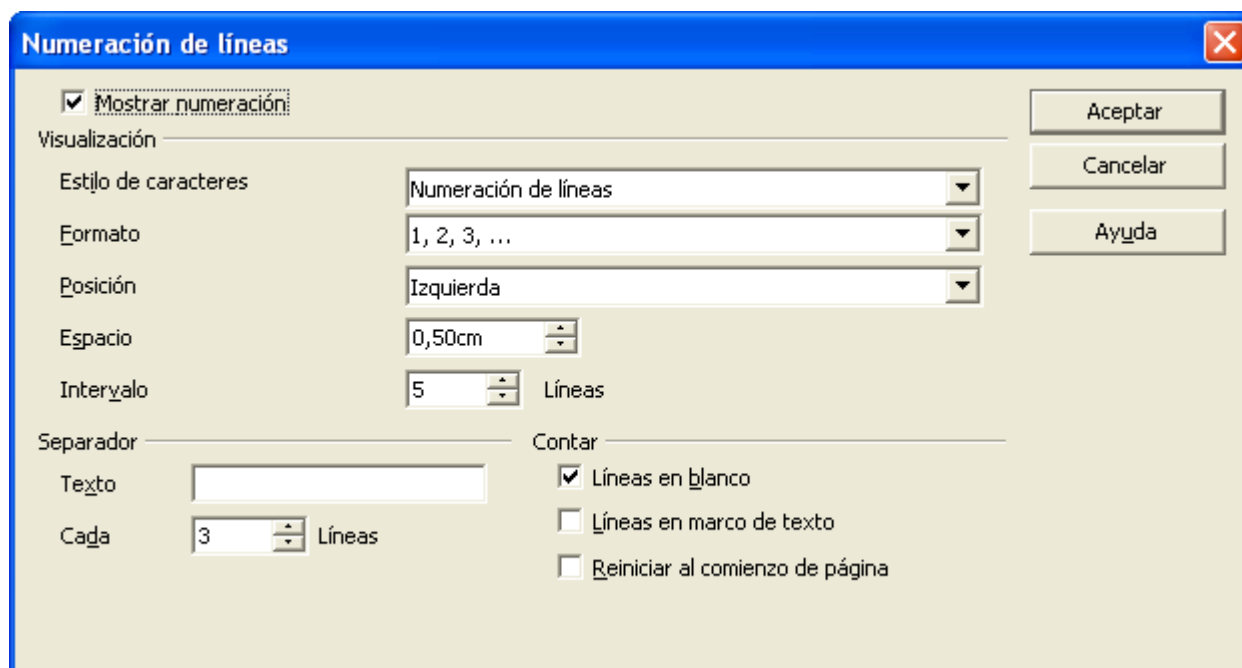 Numeración de líneas
Mostrar numeración
Visualización
Estilo de caracteres
Numeración de líneas
Formato
1, 2, 3, ...
Posición
Izquierda
Espacio
0,50cm
Intervalo
5
Líneas
Separador
Texto
Cada
3
Líneas
Contar
Líneas en blanco
Líneas en marco de texto
Reiniciar al comienzo de página
Aceptar
Cancelar
Ayuda